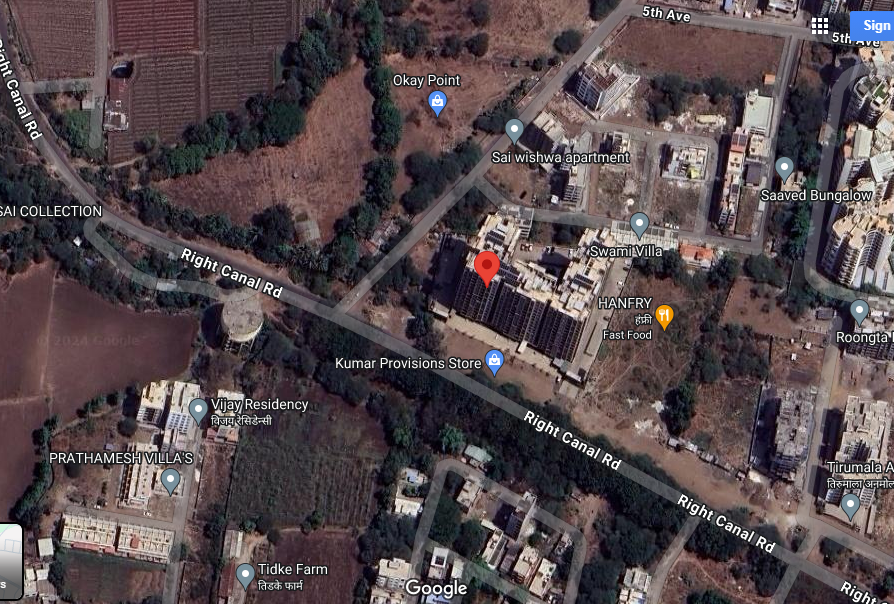 5th Ave
Sign
5th Ave
Right Canal Rd
Okay Point
Sai wishwa apartment
Saaved Bungalow
SAI COLLECTION
Right Canal Rd
Swami Villa
HANFRY
हंफ्री
Fast Food
Roongta
Kumar Provisions Store
Vijay Residency
विजय रेसिडेन्सी
Right Canal Rd
PRATHAMESH VILLA'S
Tirumala A
तिरुमाला अनमोल
Right Canal Rd
Tidke Farm
तिडके फार्म
Google
Right